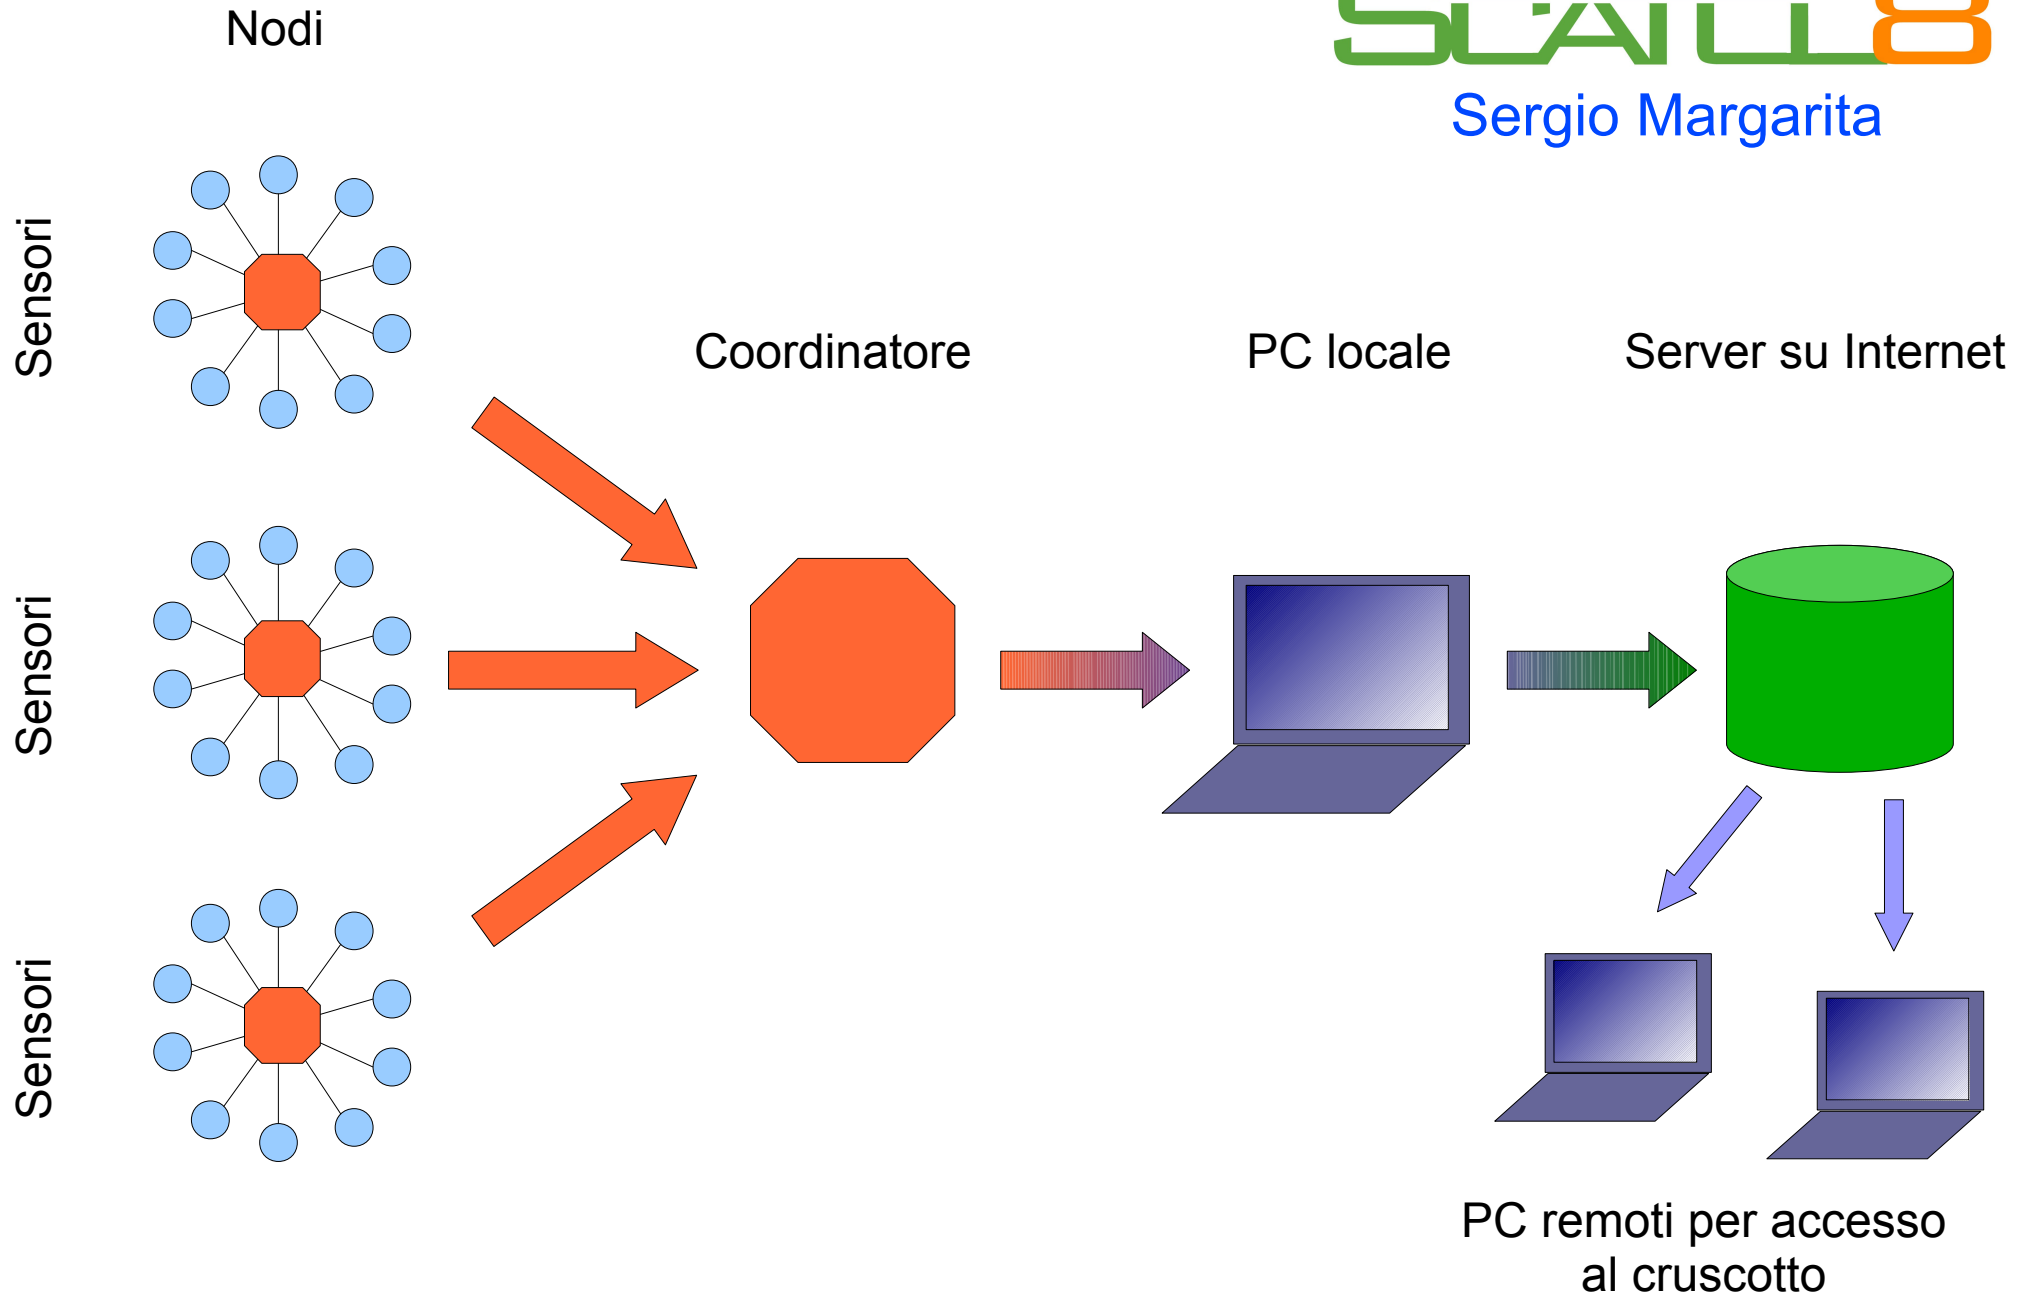 Nodi
Sergio Margarita
Sensori
Coordinatore
PC locale
Server su Internet
Sensori
Sensori
PC remoti per accesso
al cruscotto